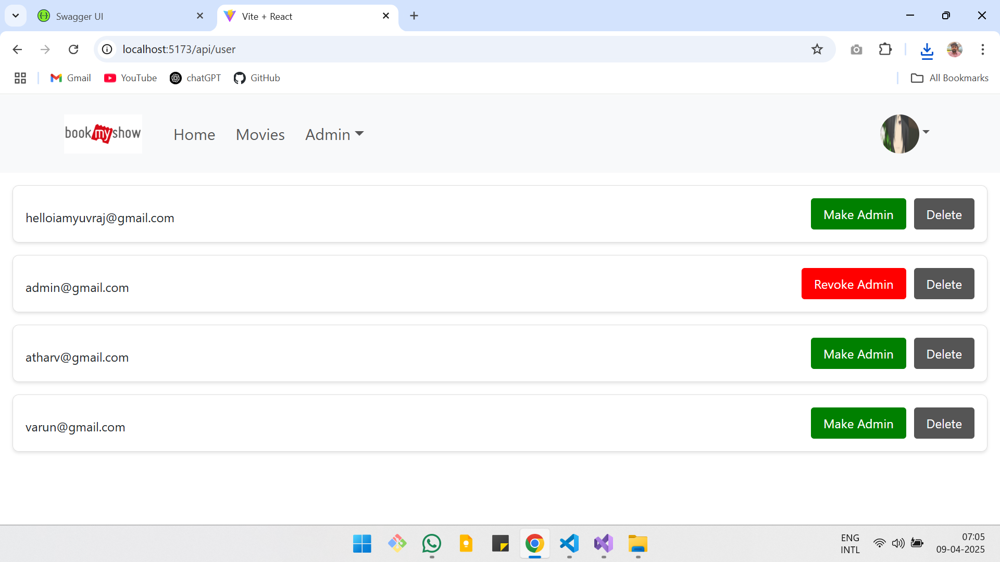 Swagger UI
Vite + React
localhost:5173/api/user
Gmail YouTube chatGPT GitHub All Bookmarks
bookmyshow Home Movies Admin
helloiamyuvraj@gmail.com Make Admin Delete
admin@gmail.com Revoke Admin Delete
atharv@gmail.com Make Admin Delete
varun@gmail.com Make Admin Delete
ENG 07:05
INTL 09-04-2025